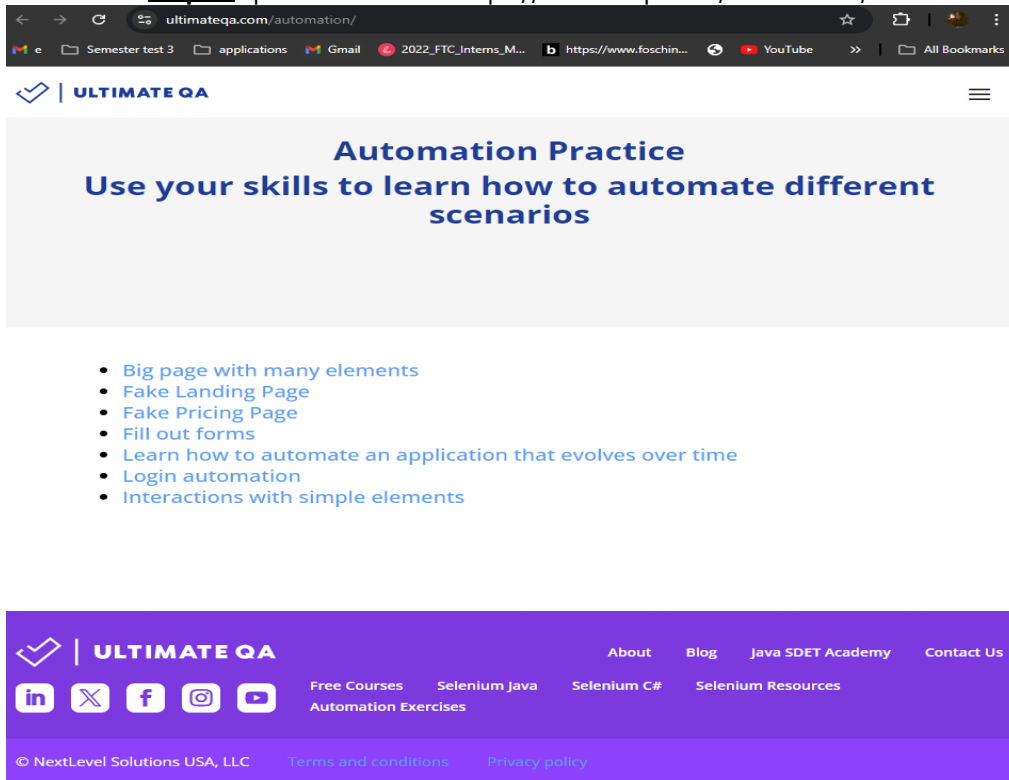 ultimateqa.com/automation/
e Semester test 3 applications Gmail 2022_FTC_Interns_M... https://www.foschin... YouTube >> All Bookmarks
ULTIMATE QA
Automation Practice
Use your skills to learn how to automate different
scenarios
• Big page with many elements
• Fake Landing Page
• Fake Pricing Page
• Fill out forms
• Learn how to automate an application that evolves over time
• Login automation
• Interactions with simple elements
ULTIMATE QA
About Blog Java SDET Academy Contact Us
Free Courses Selenium Java Selenium C# Selenium Resources
Automation Exercises
© NextLevel Solutions USA, LLC Terms and conditions Privacy policy